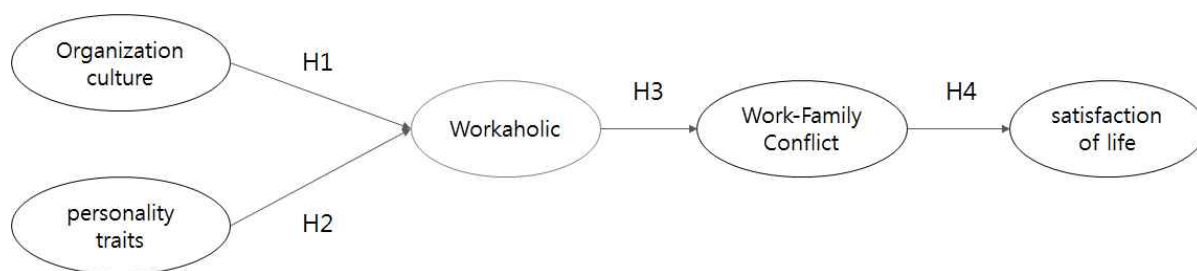 Organization
culture
H1
Workaholic
H3
Work-Family
Conflict
H4
satisfaction
of life
personality
traits
H2